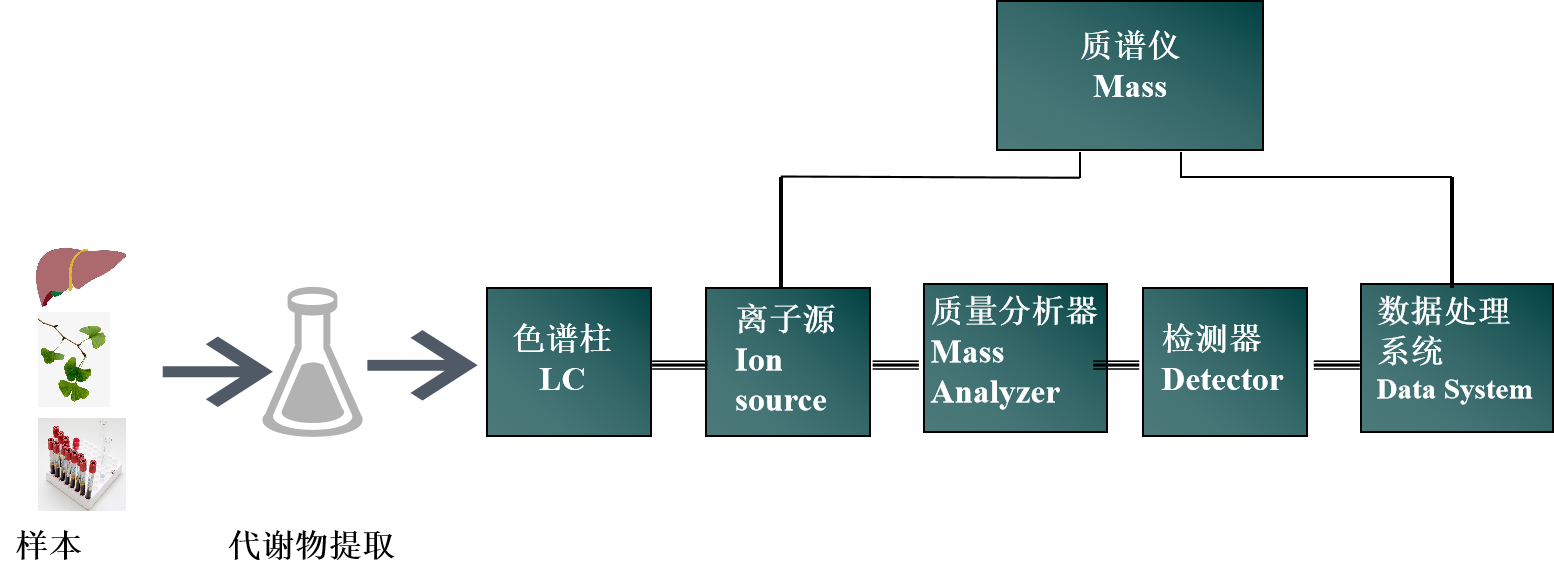 质谱仪
Mass
色谱柱
LC
离子源
Ion
source
质量分析器
Mass
Analyzer
检测器
Detector
数据处理
系统
Data System
样本
代谢物提取